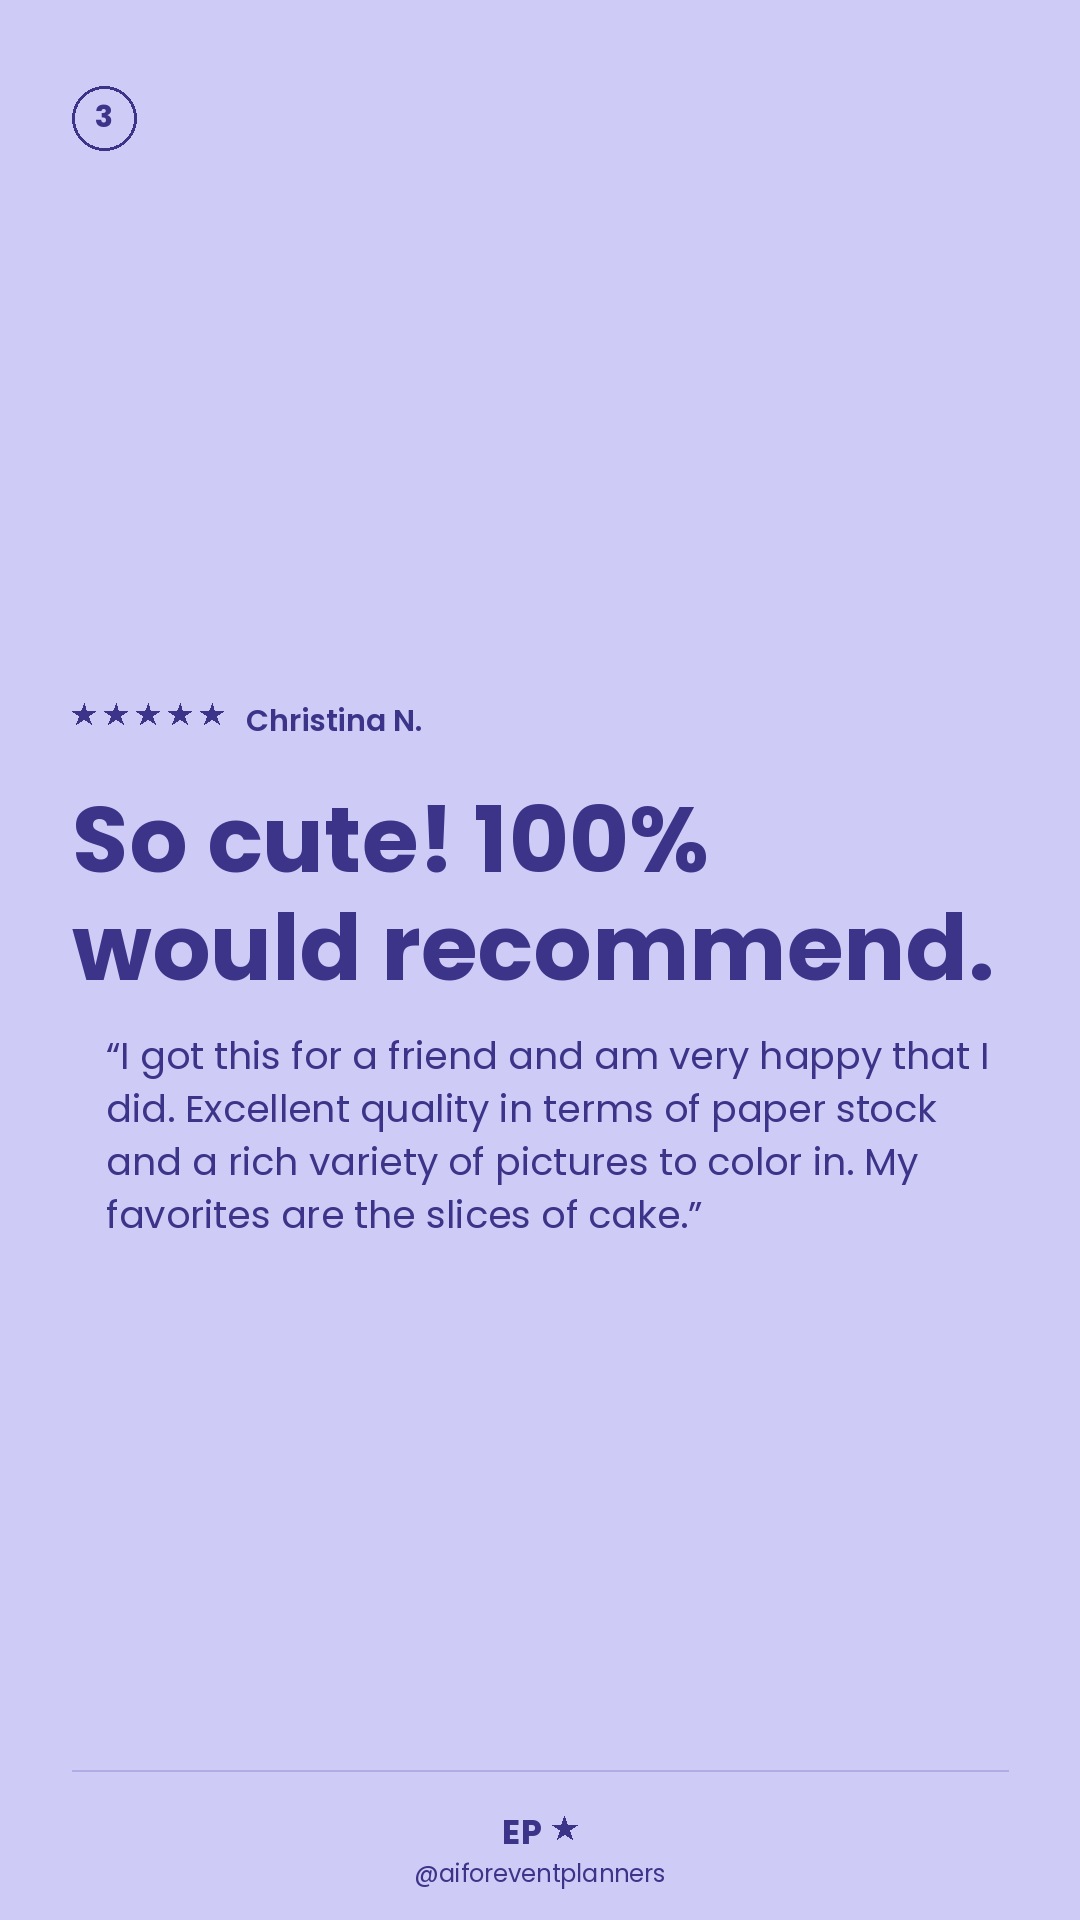 3
★★★★★ Christina N.
So cute! 100%
would recommend.
“I got this for a friend and am very happy that I
did. Excellent quality in terms of paper stock
and a rich variety of pictures to color in. My
favorites are the slices of cake.”
EP ★
@aiforeventplanners